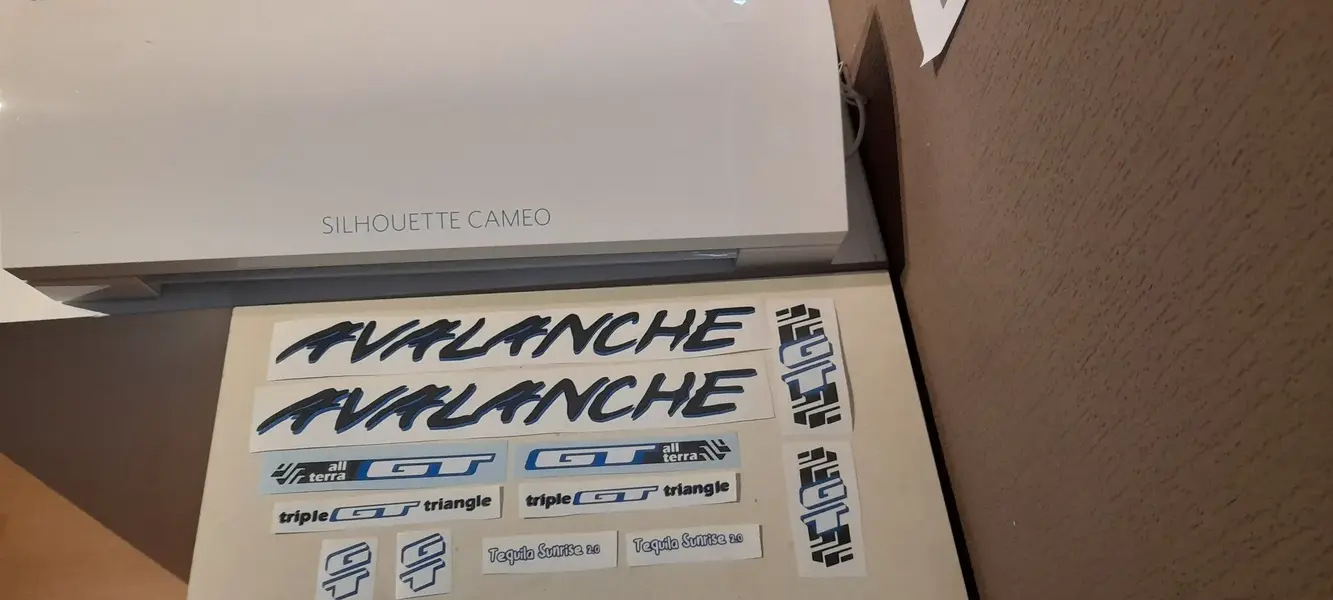 SILHOUETTE CAMEO
AVALANCHE
AVALANCHE
GT
all terra GT
GT all terra
triple GT triangle
triple GT triangle
GT
GT
GT
Tequila Sunrise 2.0
Tequila Sunrise 2.0